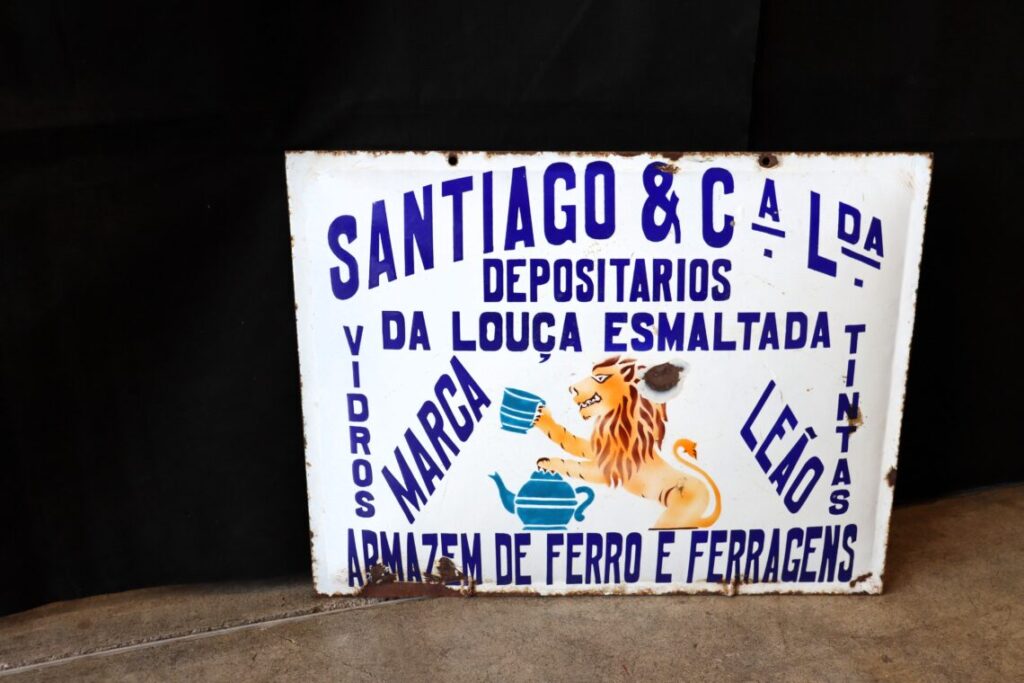 SANTIAGO & Cª Lᴰᴬ.
DEPOSITARIOS
DA LOUÇA ESMALTADA
VIDROS
MARCA
LEÃO
TINTAS
ARMAZEM DE FERRO E FERRAGENS